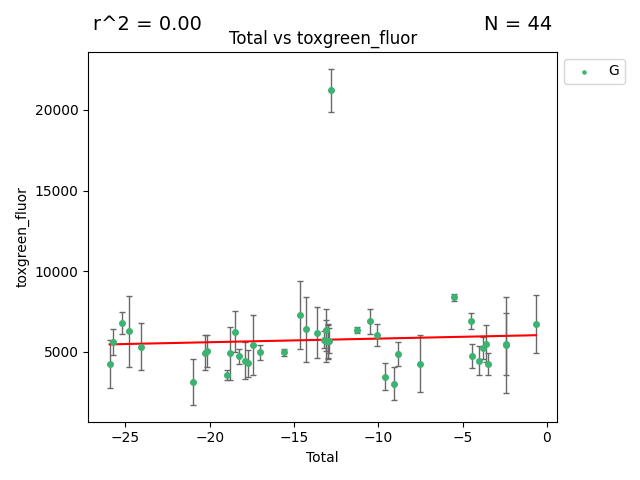 r^2 = 0.00
N = 44
Total vs toxgreen_fluor
G
20000
15000
10000
5000
toxgreen_fluor
−25
−20
−15
−10
−5
0
Total